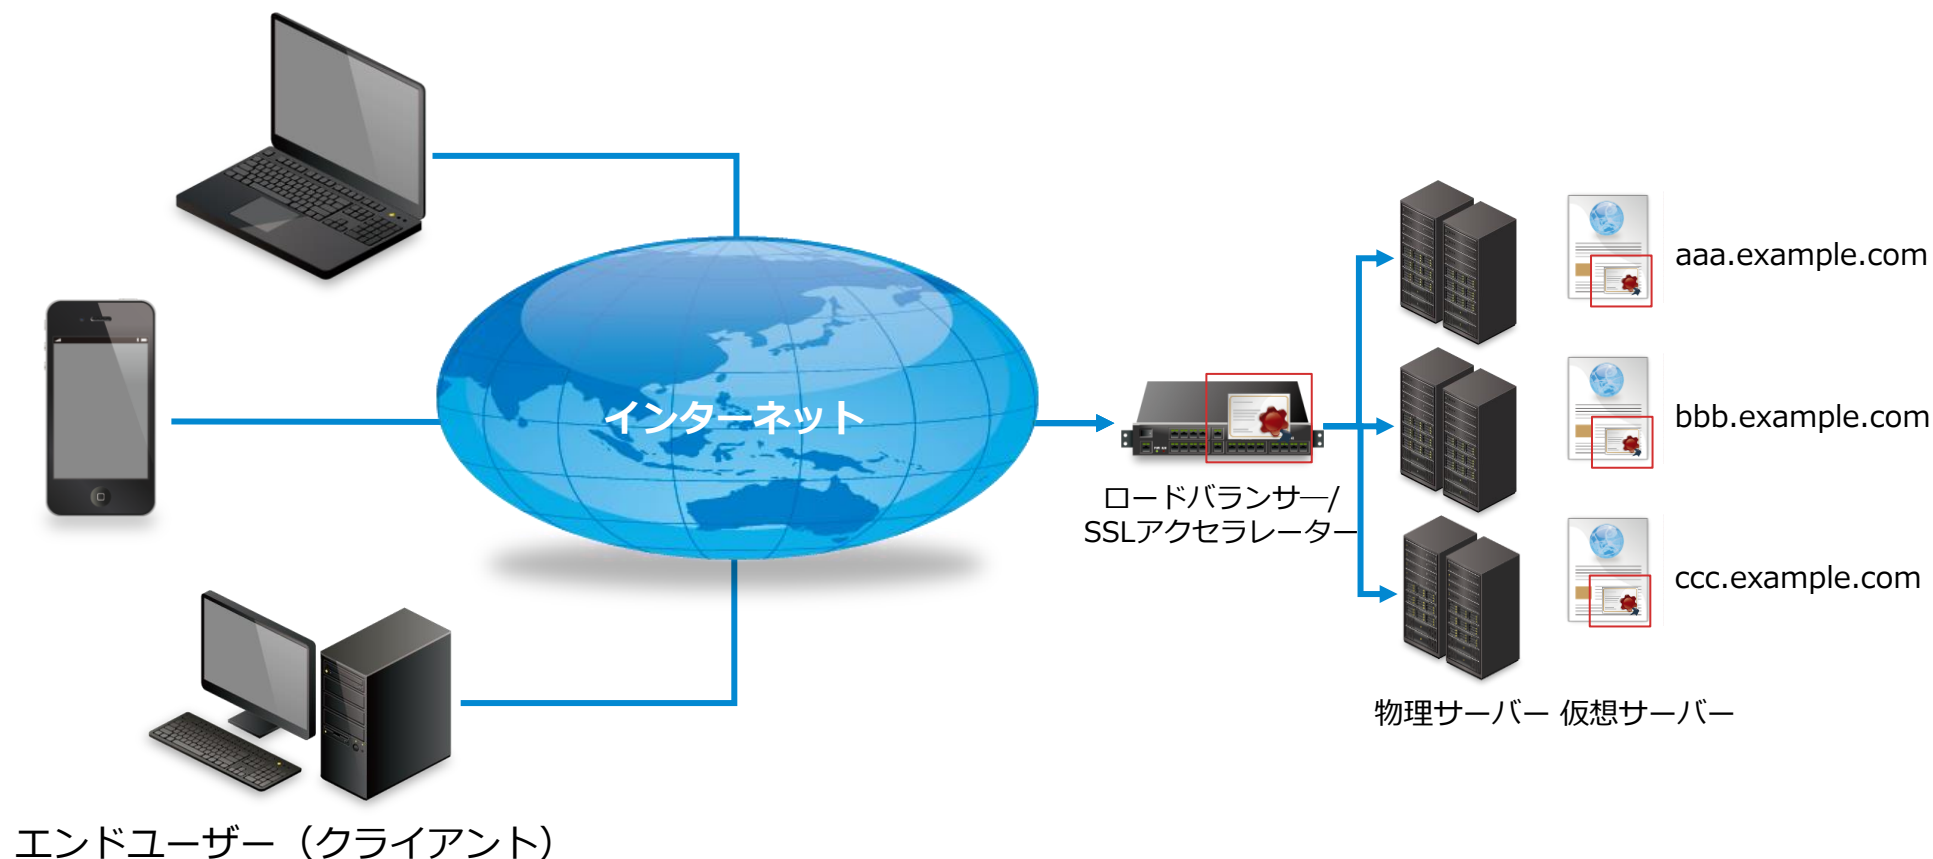 インターネット
aaa.example.com
bbb.example.com
ロードバランサ―/
SSLアクセラレーター
ccc.example.com
物理サーバー 仮想サーバー
エンドユーザー（クライアント）